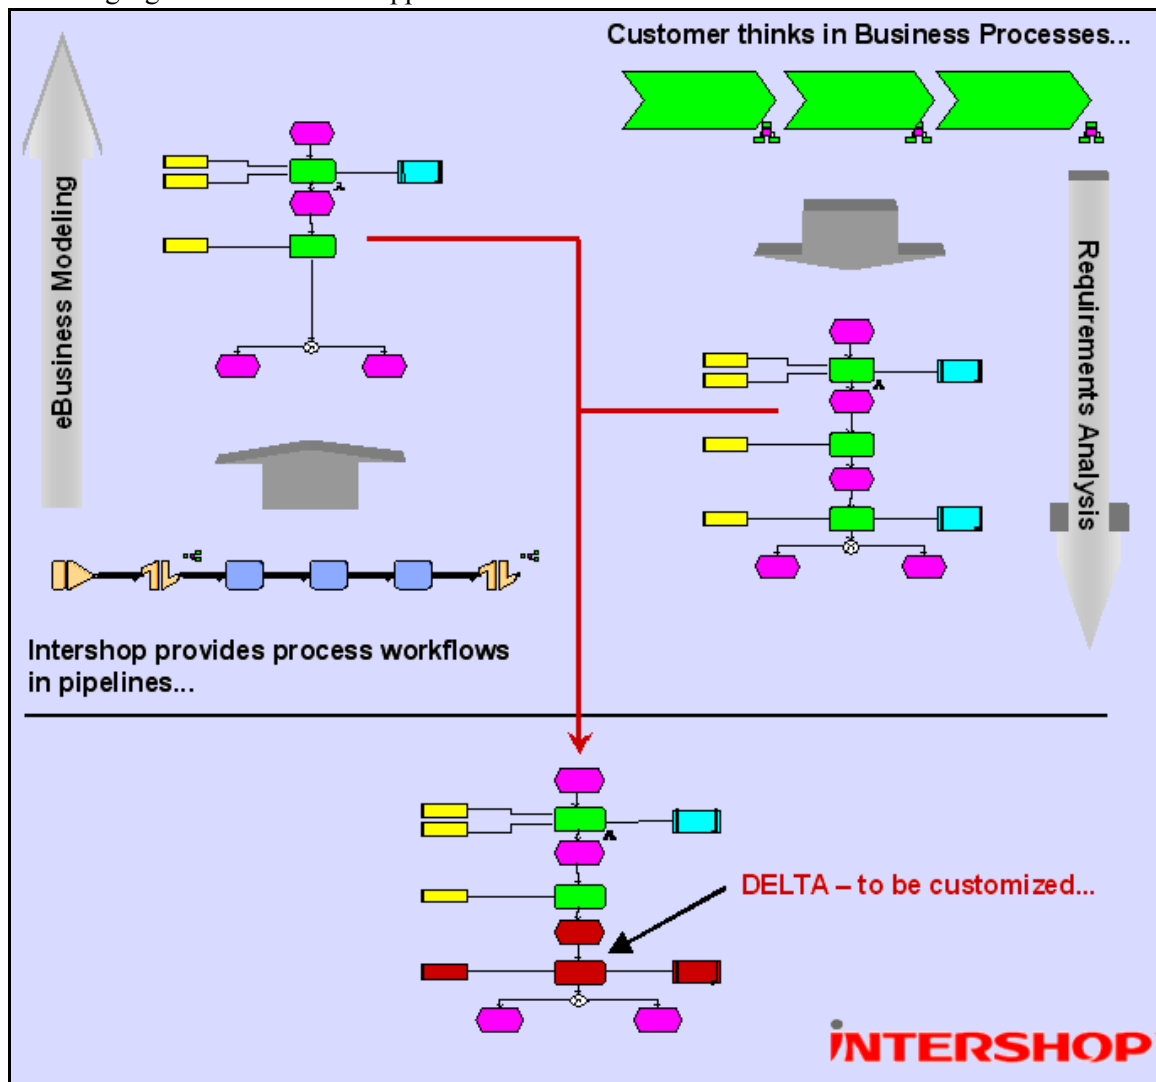 Customer thinks in Business Processes...
eBusiness Modeling
Requirements Analysis
Intershop provides process workflows
in pipelines...
DELTA – to be customized...
INTERSHOP